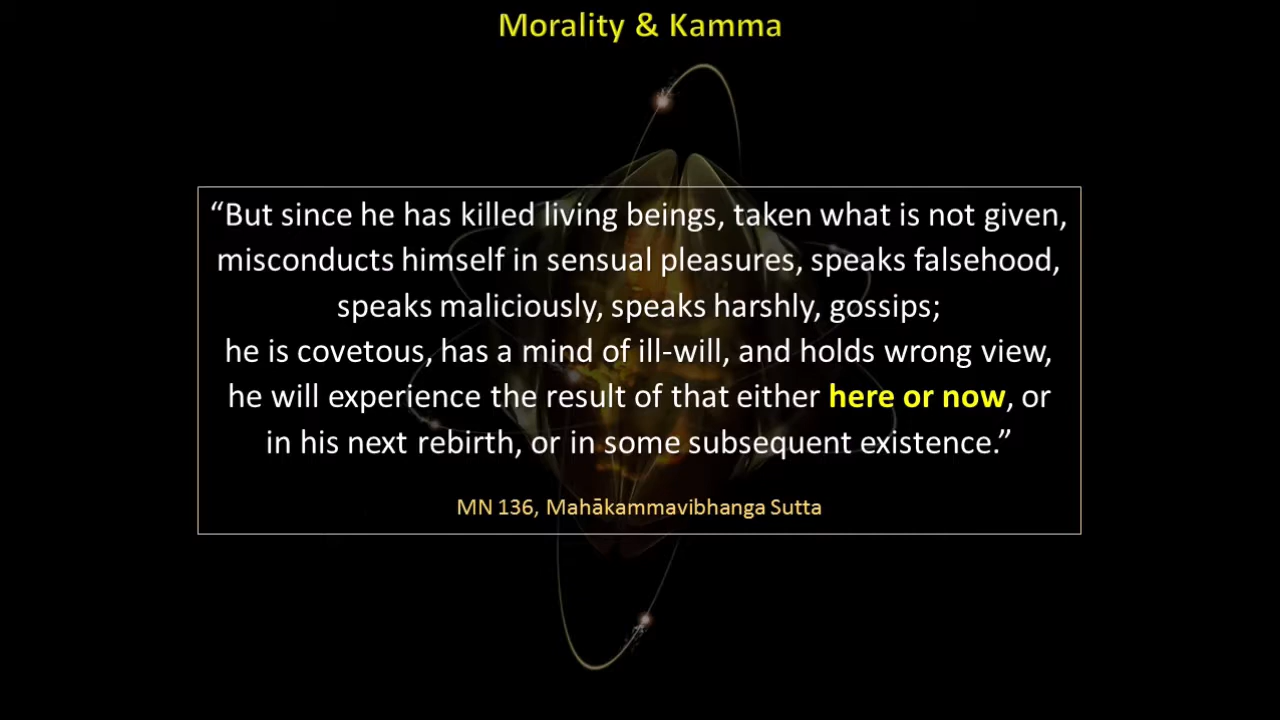 Morality & Kamma
“But since he has killed living beings, taken what is not given,
misconducts himself in sensual pleasures, speaks falsehood,
speaks maliciously, speaks harshly, gossips;
he is covetous, has a mind of ill-will, and holds wrong view,
he will experience the result of that either here or now, or
in his next rebirth, or in some subsequent existence.”
MN 136, Mahākammavibhanga Sutta